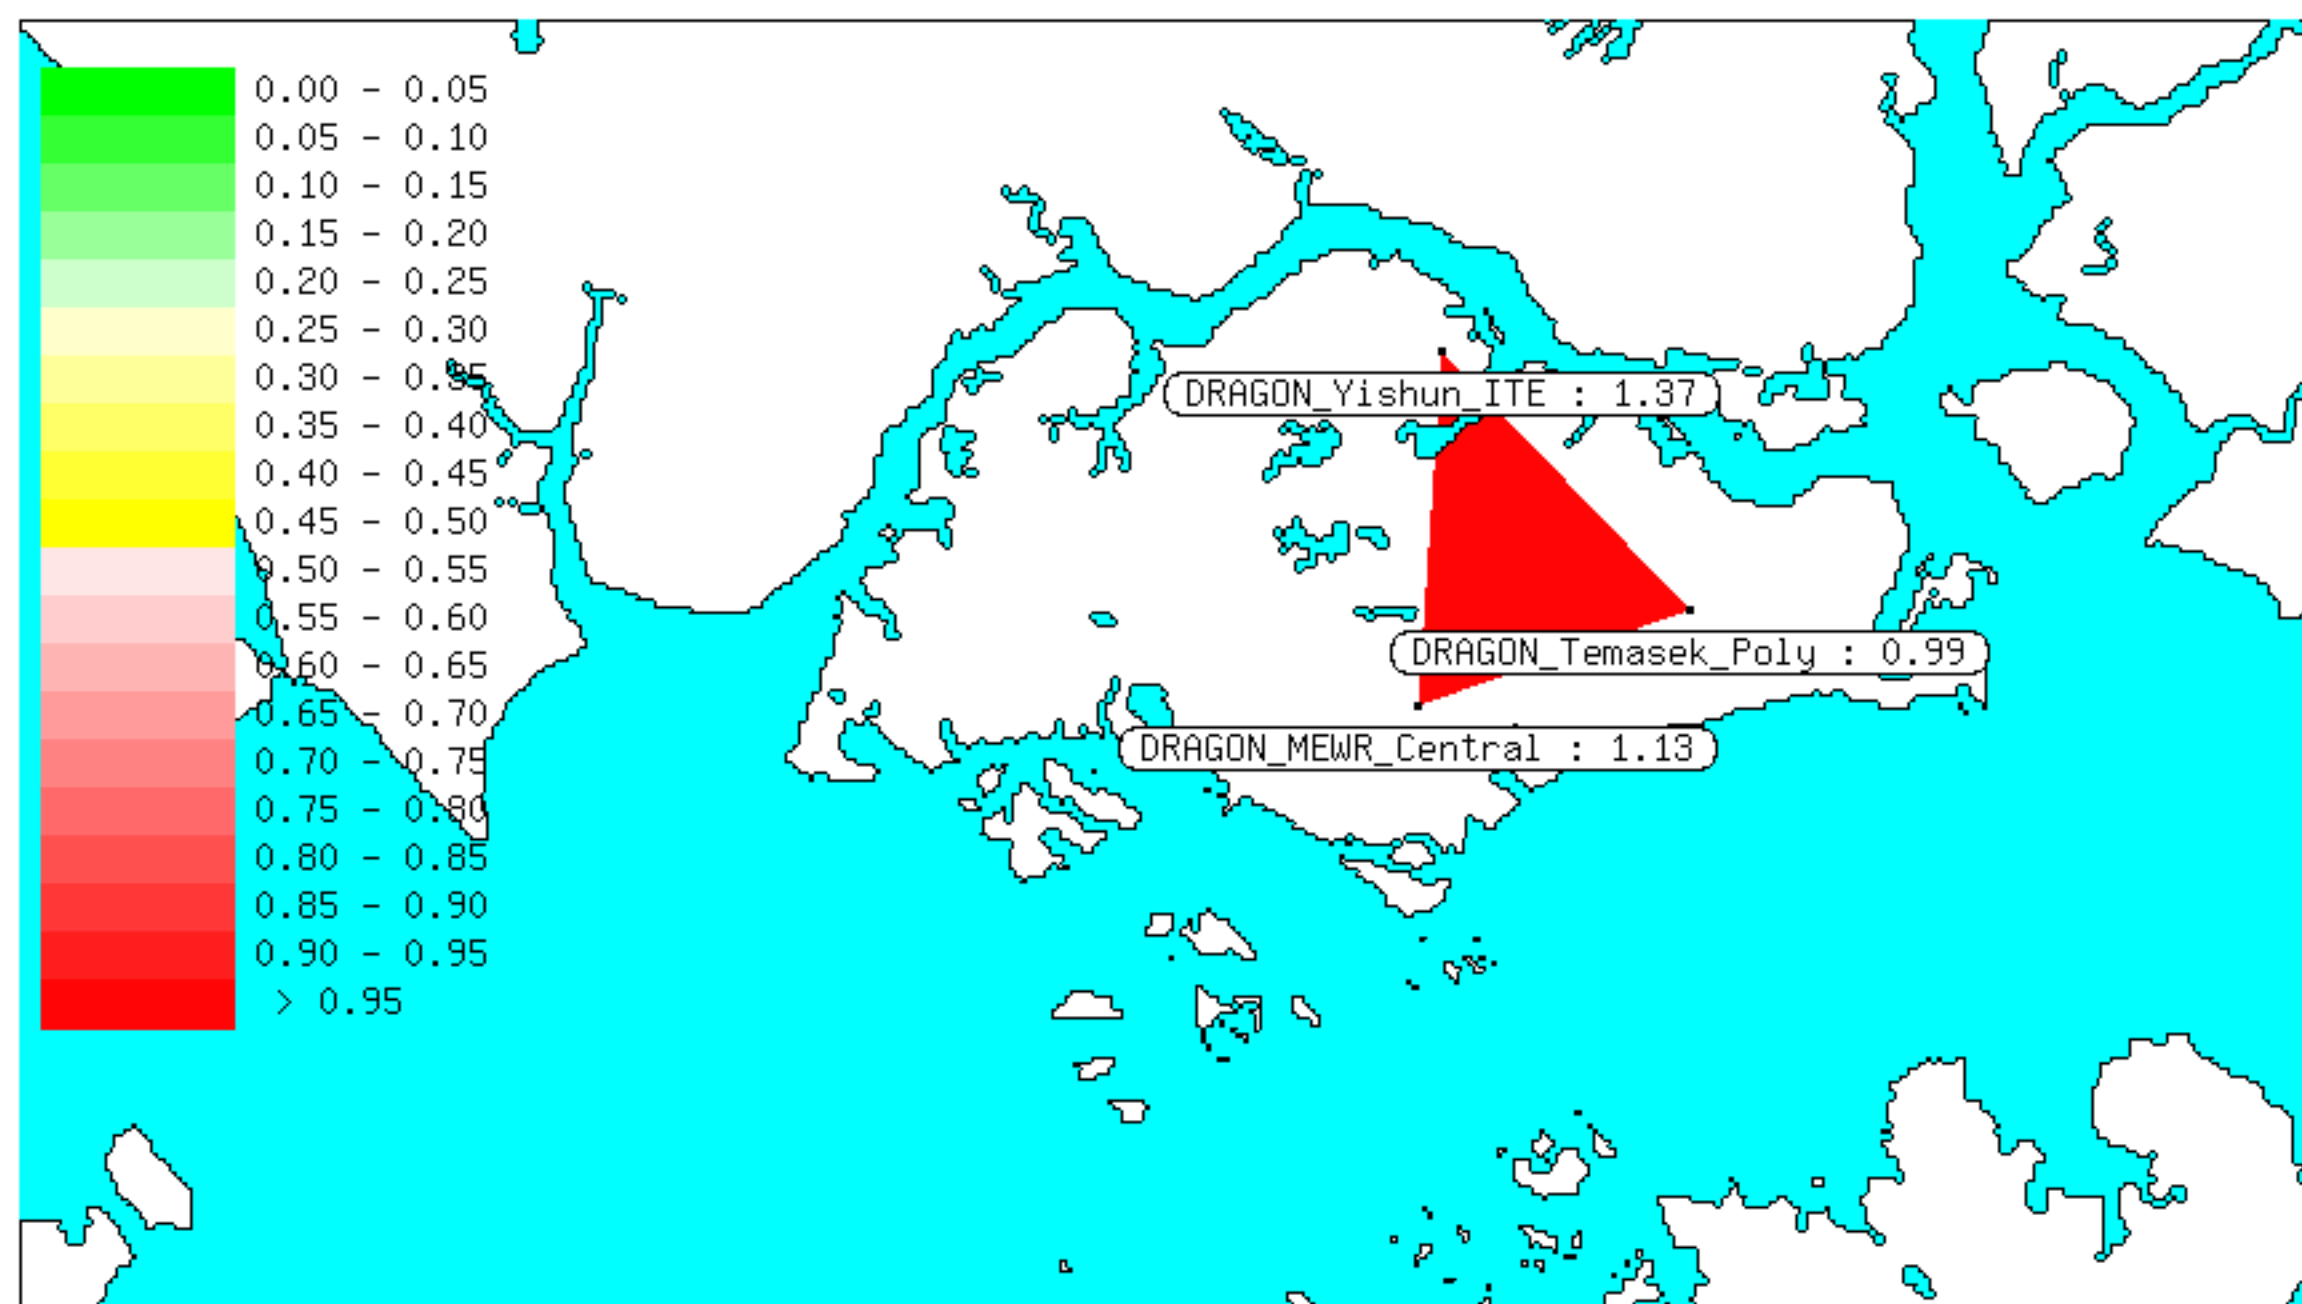 0.00 - 0.05
0.05 - 0.10
0.10 - 0.15
0.15 - 0.20
0.20 - 0.25
0.25 - 0.30
0.30 - 0.35
0.35 - 0.40
0.40 - 0.45
0.45 - 0.50
0.50 - 0.55
0.55 - 0.60
0.60 - 0.65
0.65 - 0.70
0.70 - 0.75
0.75 - 0.80
0.80 - 0.85
0.85 - 0.90
0.90 - 0.95
> 0.95
DRAGON_Yishun_ITE : 1.37
DRAGON_Temasek_Poly : 0.99
DRAGON_MEWR_Central : 1.13